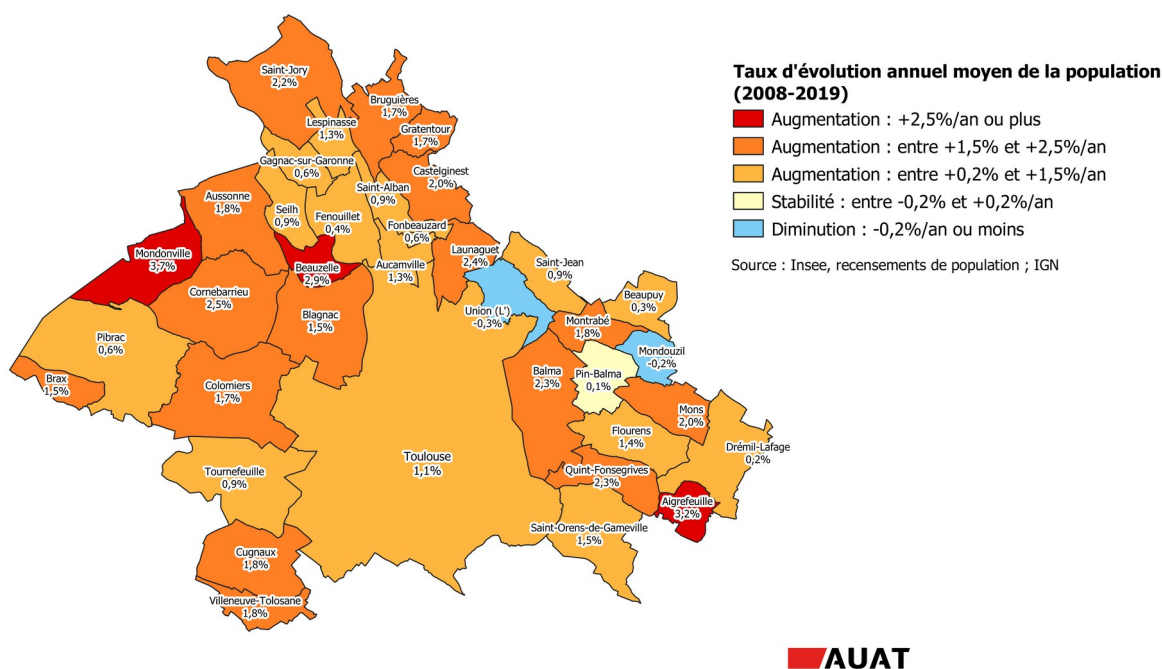 Saint-Jory
2,2%
Bruguières
1,7%
Lespinasse
1,3%
Gratentour
1,7%
Gagnac-sur-Garonne
0,6%
Castelginest
2,0%
Saint-Alban
0,9%
Aussonne
1,8%
Seilh
0,9%
Fenouillet
0,4%
Fonbeauzard
0,6%
Mondonville
3,7%
Beauzelle
2,9%
Aucamville
1,3%
Launaguet
2,4%
Saint-Jean
0,9%
Cornebarrieu
2,5%
Blagnac
1,5%
Union (L')
-0,3%
Beaupuy
0,3%
Montrabé
1,8%
Pibrac
0,6%
Mondouzil
-0,2%
Brax
1,5%
Colomiers
1,7%
Balma
2,3%
Pin-Balma
0,1%
Mons
2,0%
Flourens
1,4%
Drémil-Lafage
0,2%
Toulouse
1,1%
Tournefeuille
0,9%
Quint-Fonsegrives
2,3%
Aigrefeuille
3,2%
Saint-Orens-de-Gameville
1,5%
Cugnaux
1,8%
Villeneuve-Tolosane
1,8%
Taux d'évolution annuel moyen de la population
(2008-2019)
Augmentation : +2,5%/an ou plus
Augmentation : entre +1,5% et +2,5%/an
Augmentation : entre +0,2% et +1,5%/an
Stabilité : entre -0,2% et +0,2%/an
Diminution : -0,2%/an ou moins
Source : Insee, recensements de population ; IGN
AUAT